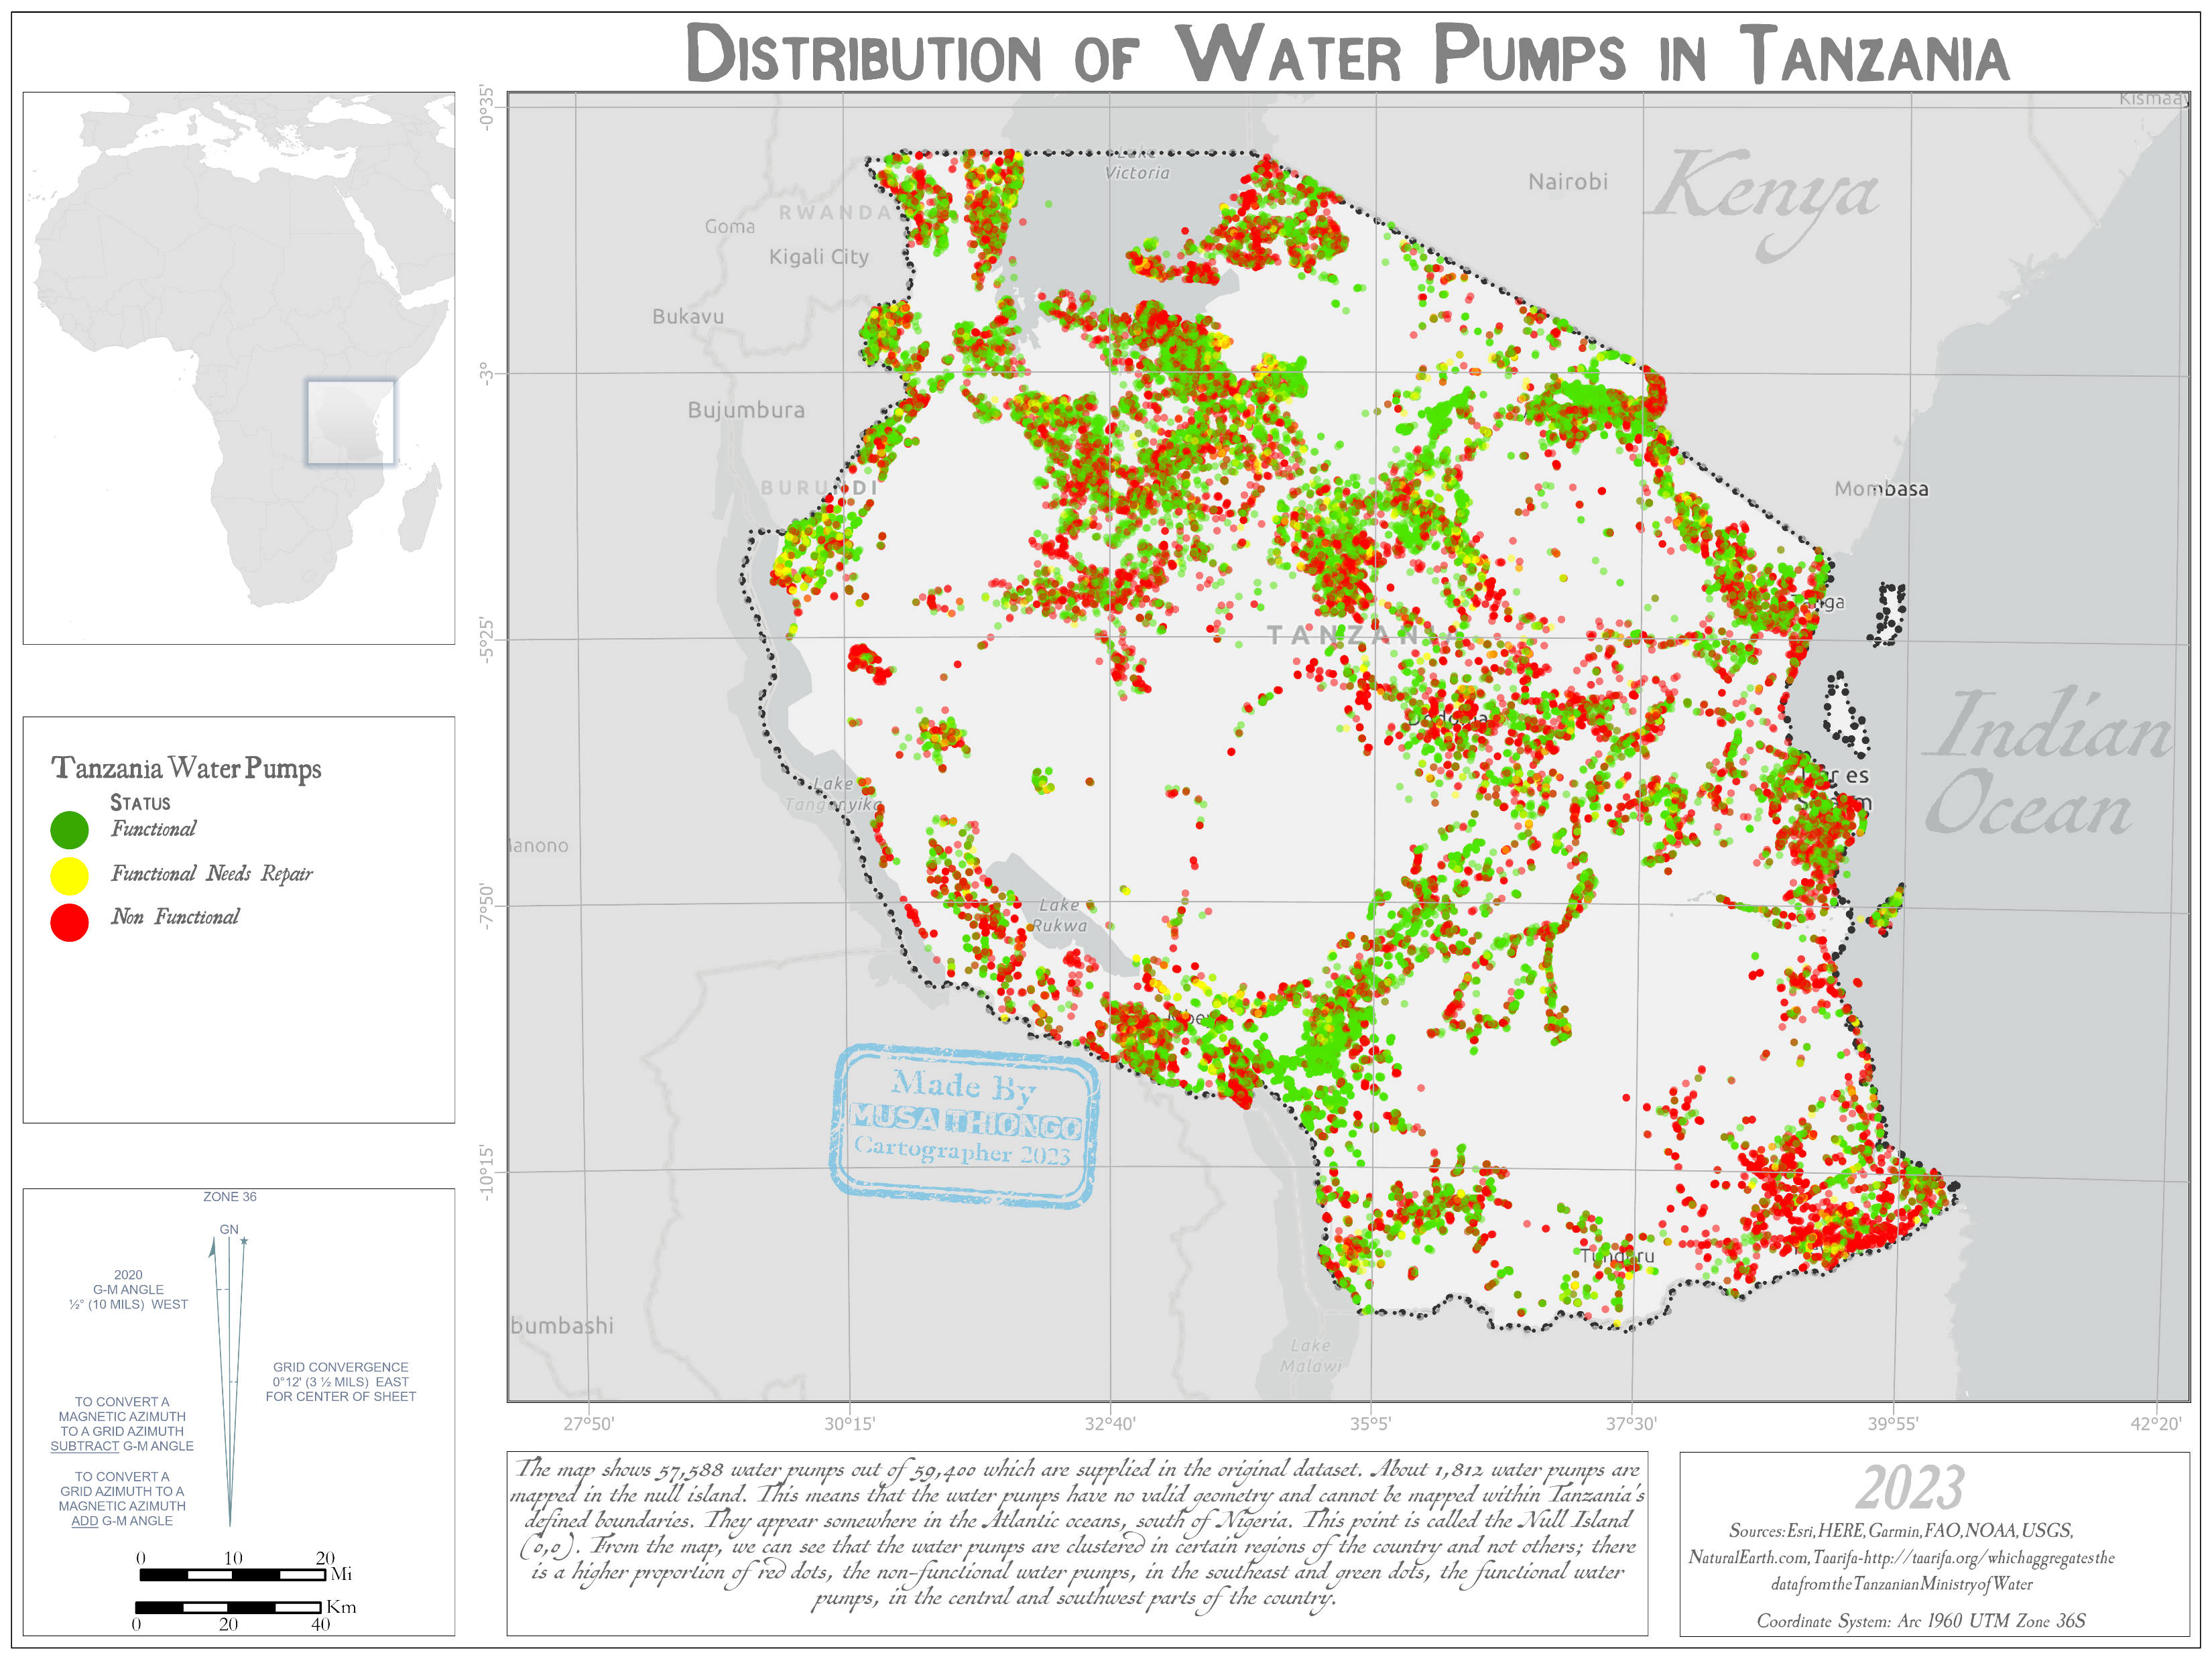 DISTRIBUTION OF WATER PUMPS IN TANZANIA
-0°35'
-3°
-5°25'
-7°50'
-10°15'
27°50'
30°15'
32°40'
35°5'
37°30'
39°55'
42°20'
Kismaay
Lake
Victoria
Nairobi
Kenya
RWANDA
Goma
Kigali City
Bukavu
Bujumbura
BURUNDI
Mombasa
TANZANI
Indian
Ocean
Lake
Tanganyika
anono
Lake
Rukwa
bumbashi
Lake
Malawi
Made By
MUSA THIONGO
Cartographer 2023
Tanzania Water Pumps
STATUS
Functional
Functional Needs Repair
Non Functional
ZONE 36
GN
2020
G-M ANGLE
½° (10 MILS) WEST
GRID CONVERGENCE
0°12' (3 ½ MILS) EAST
FOR CENTER OF SHEET
TO CONVERT A
MAGNETIC AZIMUTH
TO A GRID AZIMUTH
SUBTRACT G-M ANGLE
TO CONVERT A
GRID AZIMUTH TO A
MAGNETIC AZIMUTH
ADD G-M ANGLE
0 10 20
Mi
Km
0 20 40
The map shows 57,588 water pumps out of 59,400 which are supplied in the original dataset. About 1,812 water pumps are
mapped in the null island. This means that the water pumps have no valid geometry and cannot be mapped within Tanzania's
defined boundaries. They appear somewhere in the Atlantic oceans, south of Nigeria. This point is called the Null Island
(0,0). From the map, we can see that the water pumps are clustered in certain regions of the country and not others; there
is a higher proportion of red dots, the non-functional water pumps, in the southeast and green dots, the functional water
pumps, in the central and southwest parts of the country.
2023
Sources: Esri, HERE, Garmin, FAO, NOAA, USGS,
NaturalEarth.com, Taarifa - http://taarifa.org/ which aggregates the
data from the Tanzanian Ministry of Water
Coordinate System: Arc 1960 UTM Zone 36S